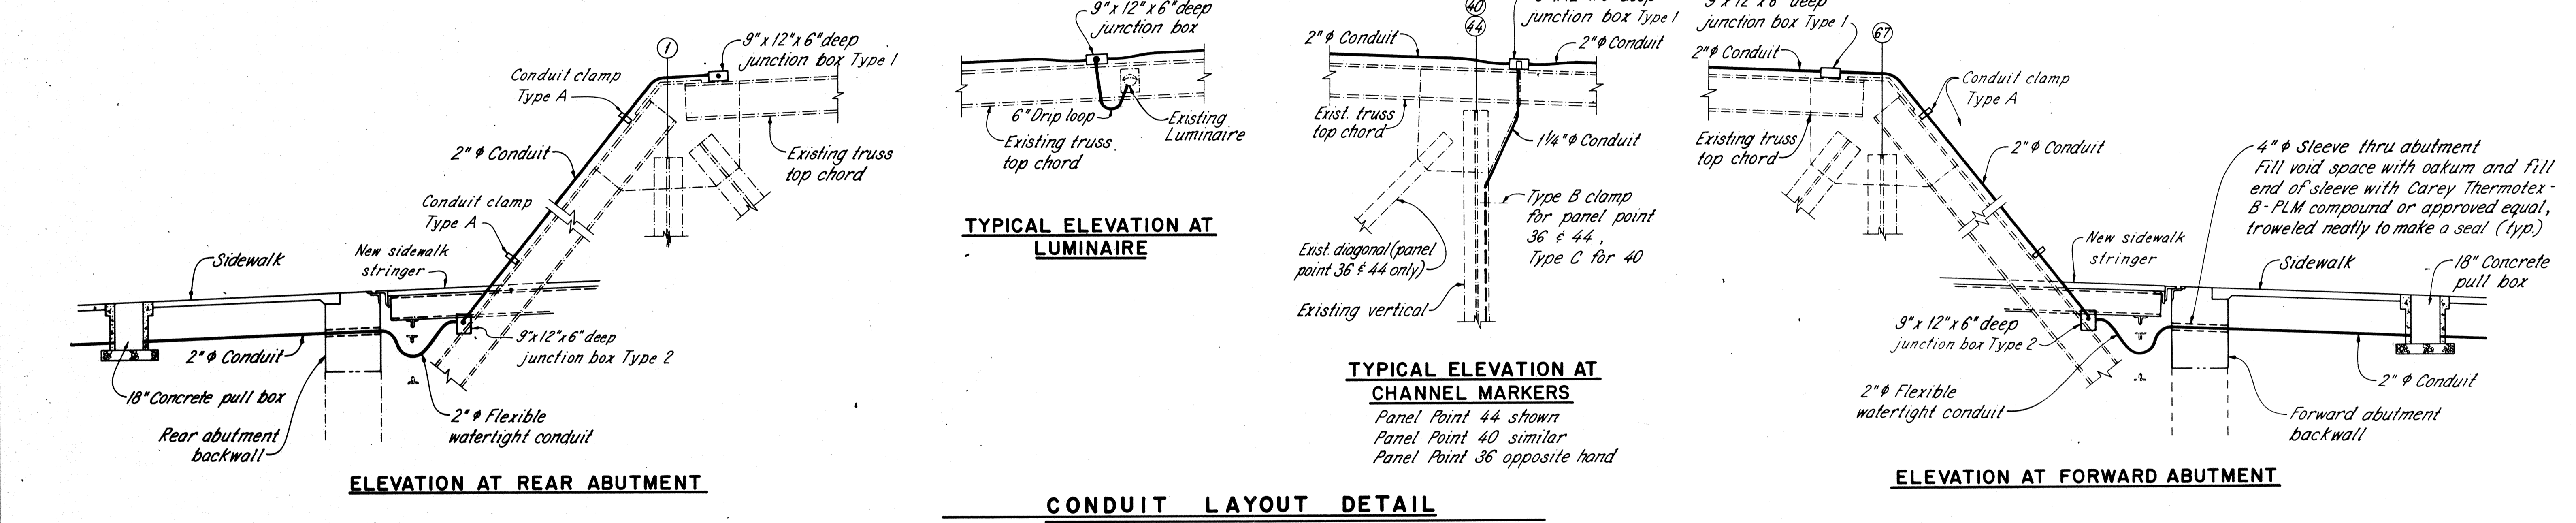 1
9"x 12"x 6" deep
junction box Type 1
Conduit clamp
Type A
2" ϕ Conduit
Existing truss
top chord
Conduit clamp
Type A
New sidewalk
stringer
Sidewalk
9"x 12"x 6" deep
junction box Type 2
2" ϕ Conduit
18" Concrete pull box
2" ϕ Flexible
watertight conduit
Rear abutment
backwall
ELEVATION AT REAR ABUTMENT
9"x 12"x 6" deep
junction box
6" Drip loop
Existing
Luminaire
Existing truss
top chord
TYPICAL ELEVATION AT
LUMINAIRE
40
44
junction box Type 1
2" ϕ Conduit
2" ϕ Conduit
Exist. truss
top chord
1¼" ϕ Conduit
Type B clamp
for panel point
36 & 44,
Type C for 40
Exist. diagonal (panel
point 36 & 44 only)
Existing vertical
TYPICAL ELEVATION AT
CHANNEL MARKERS
Panel Point 44 shown
Panel Point 40 similar
Panel Point 36 opposite hand
9"x 12"x 6" deep
junction box Type 1
67
2" ϕ Conduit
Conduit clamp
Type A
Existing truss
top chord
2" ϕ Conduit
4" ϕ Sleeve thru abutment
Fill void space with oakum and fill
end of sleeve with Carey Thermotex-
B-PLM compound or approved equal,
troweled neatly to make a seal (typ.)
New sidewalk
stringer
Sidewalk
18" Concrete
pull box
9"x 12"x 6" deep
junction box Type 2
2" ϕ Flexible
watertight conduit
2" ϕ Conduit
Forward abutment
backwall
ELEVATION AT FORWARD ABUTMENT
CONDUIT LAYOUT DETAIL